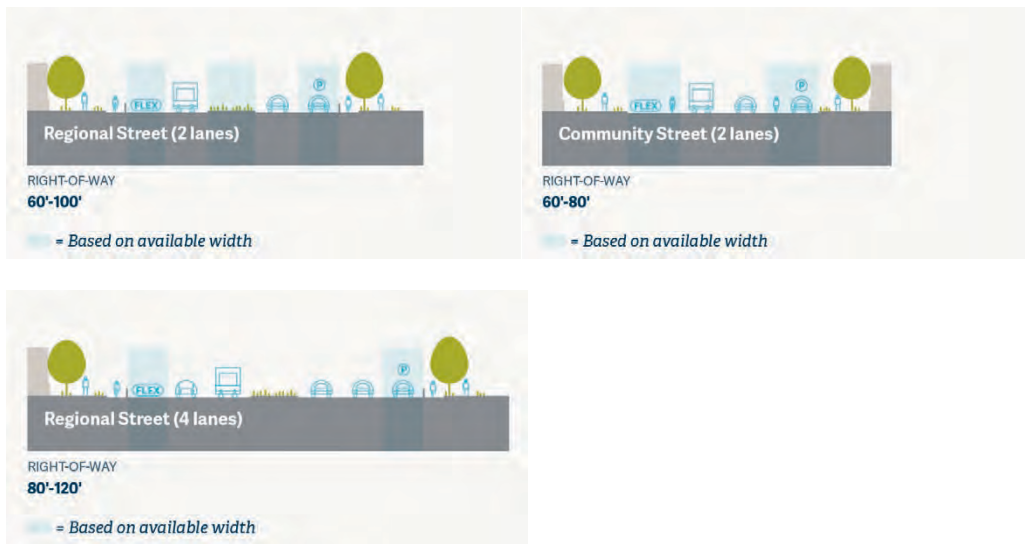 P
FLEX
Regional Street (2 lanes)
RIGHT-OF-WAY
60'-100'
= Based on available width
P
FLEX
Community Street (2 lanes)
RIGHT-OF-WAY
60'-80'
= Based on available width
P
FLEX
Regional Street (4 lanes)
RIGHT-OF-WAY
80'-120'
= Based on available width